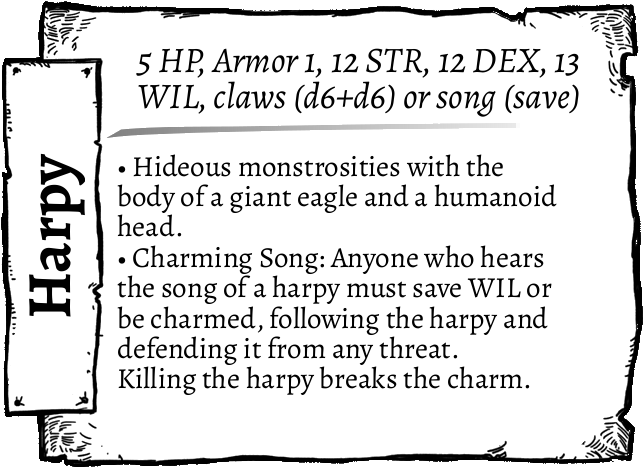 Harpy
5 HP, Armor 1, 12 STR, 12 DEX, 13
WIL, claws (d6+d6) or song (save)
• Hideous monstrosities with the
body of a giant eagle and a humanoid
head.
• Charming Song: Anyone who hears
the song of a harpy must save WIL or
be charmed, following the harpy and
defending it from any threat.
Killing the harpy breaks the charm.